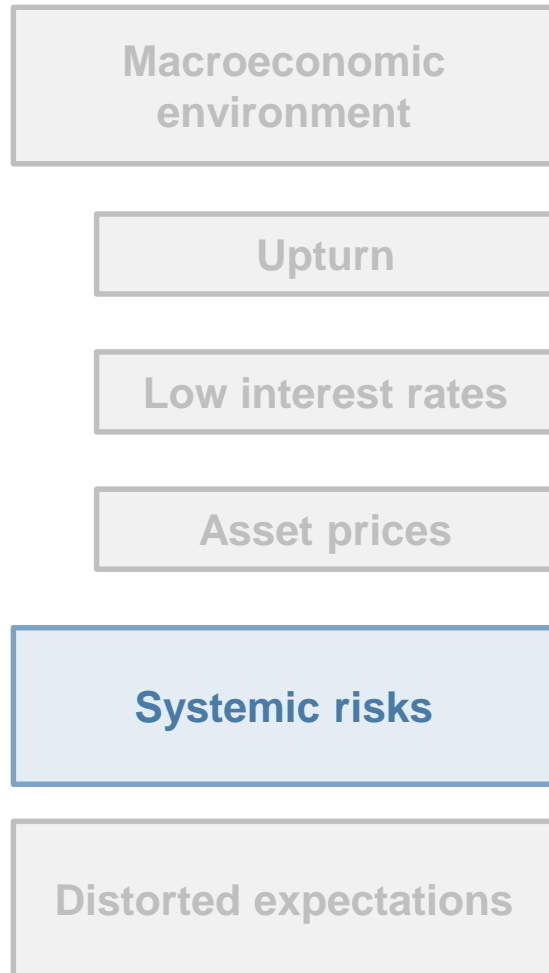 Macroeconomic
environment
Upturn
Low interest rates
Asset prices
Systemic risks
Distorted expectations